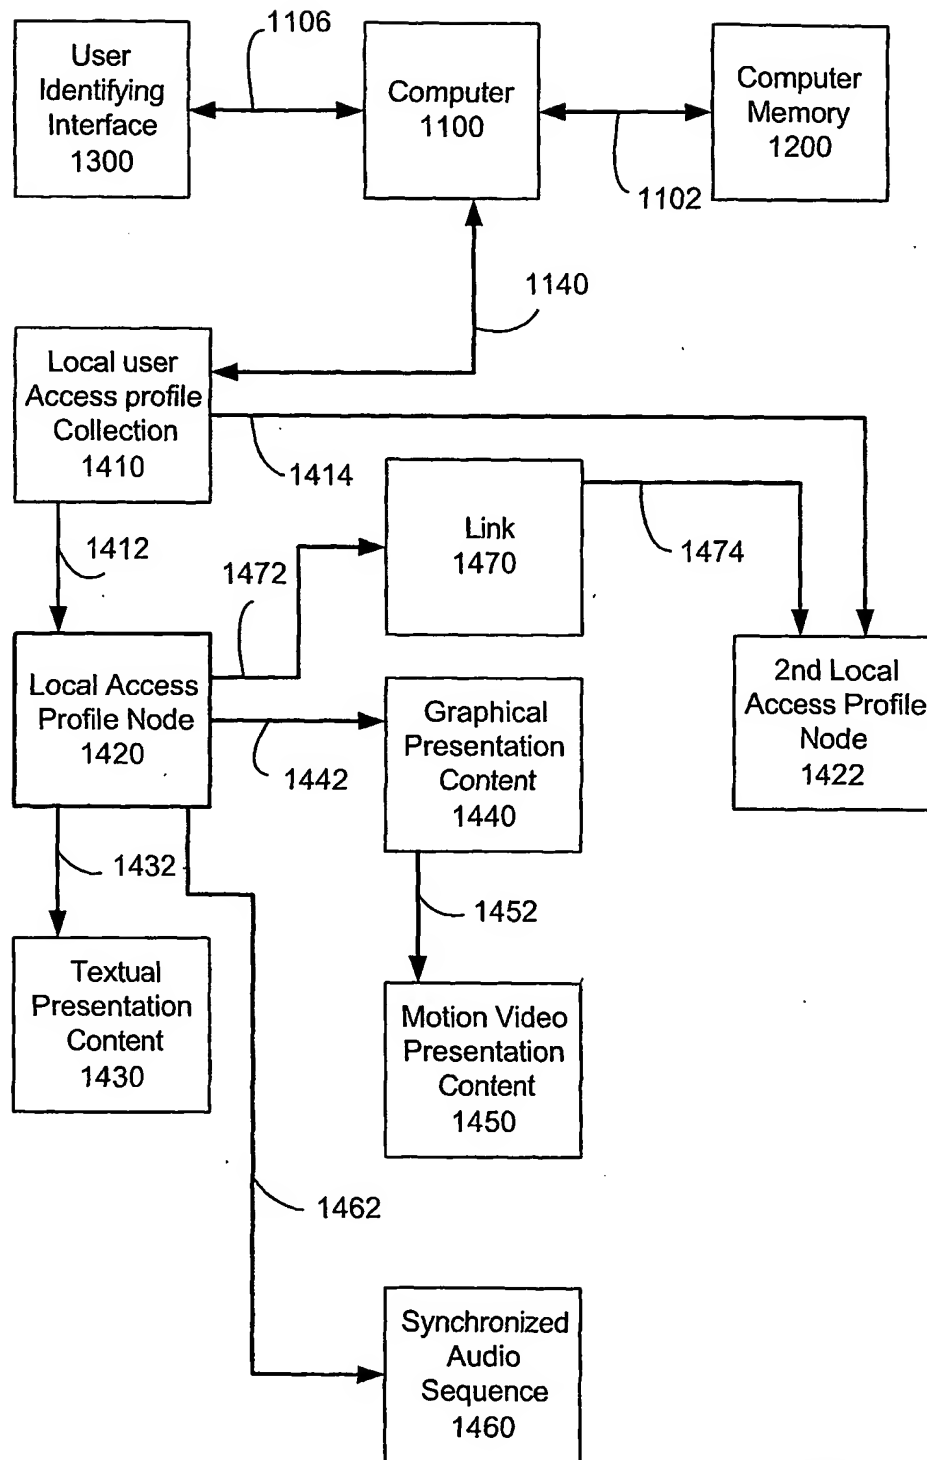 1106
User
Identifying
Interface
1300
Computer
1100
Computer
Memory
1200
1102
1140
Local user
Access profile
Collection
1410
1414
Link
1470
1474
1412
1472
Local Access
Profile Node
1420
Graphical
Presentation
Content
1440
2nd Local
Access Profile
Node
1422
1442
1432
1452
Textual
Presentation
Content
1430
Motion Video
Presentation
Content
1450
1462
Synchronized
Audio
Sequence
1460